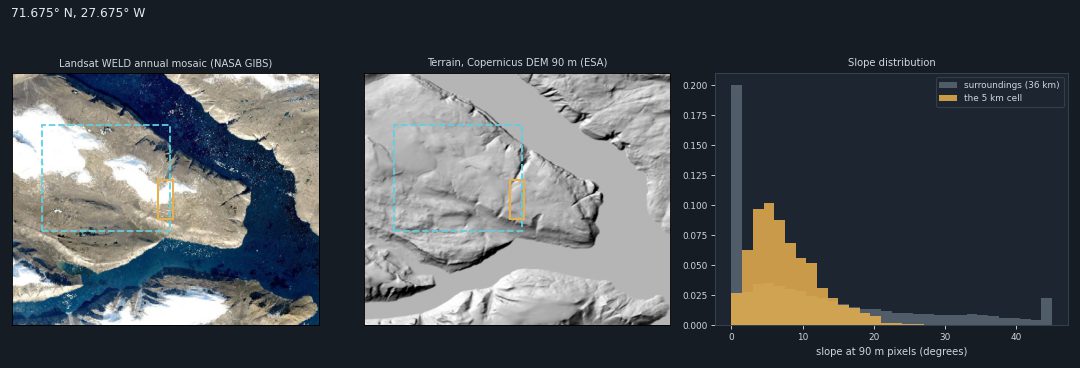 71.675° N, 27.675° W
Landsat WELD annual mosaic (NASA GIBS)
Terrain, Copernicus DEM 90 m (ESA)
Slope distribution
surroundings (36 km)
the 5 km cell
0.200
0.175
0.150
0.125
0.100
0.075
0.050
0.025
0.000
0 10 20 30 40
slope at 90 m pixels (degrees)